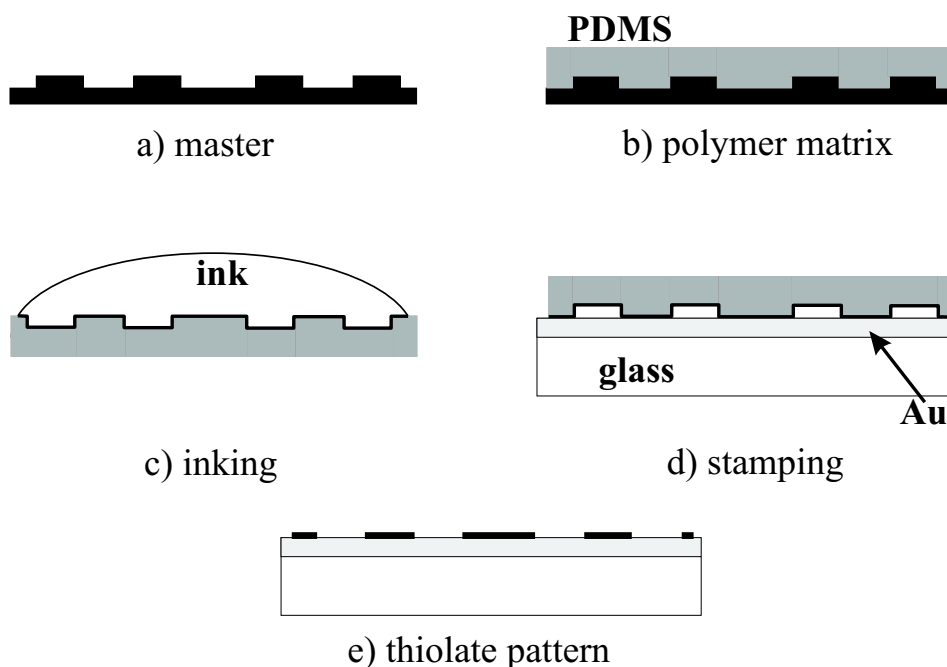 PDMS
a) master
b) polymer matrix
ink
glass
Au
c) inking
d) stamping
e) thiolate pattern